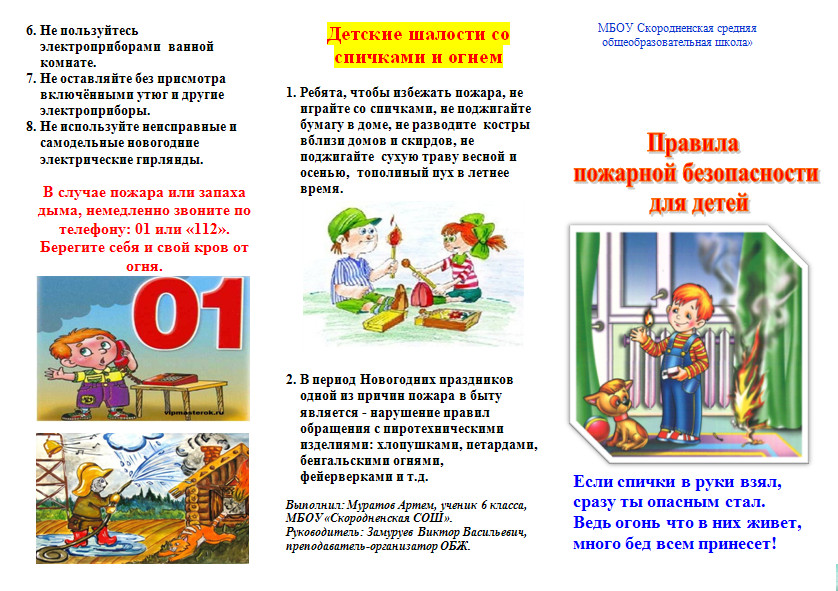 6. Не пользуйтесь
электроприборами ванной
комнате.
7. Не оставляйте без присмотра
включёнными утюг и другие
электроприборы.
8. Не используйте неисправные и
самодельные новогодние
электрические гирлянды.
В случае пожара или запаха
дыма, немедленно звоните по
телефону: 01 или «112».
Берегите себя и свой кров от
огня.
01
vipmasterok.ru
Детские шалости со
спичками и огнем
1. Ребята, чтобы избежать пожара, не
играйте со спичками, не поджигайте
бумагу в доме, не разводите костры
вблизи домов и скирдов, не
поджигайте сухую траву весной и
осенью, тополиный пух в летнее
время.
2. В период Новогодних праздников
одной из причин пожара в быту
является - нарушение правил
обращения с пиротехническими
изделиями: хлопушками, петардами,
бенгальскими огнями,
фейерверками и т.д.
Выполнил: Муратов Артем, ученик 6 класса,
МБОУ «Скородненская СОШ».
Руководитель: Замуруев Виктор Васильевич,
преподаватель-организатор ОБЖ.
МБОУ Скородненская средняя
общеобразовательная школа»
Правила
пожарной безопасности
для детей
Если спички в руки взял,
сразу ты опасным стал.
Ведь огонь что в них живет,
много бед всем принесет!